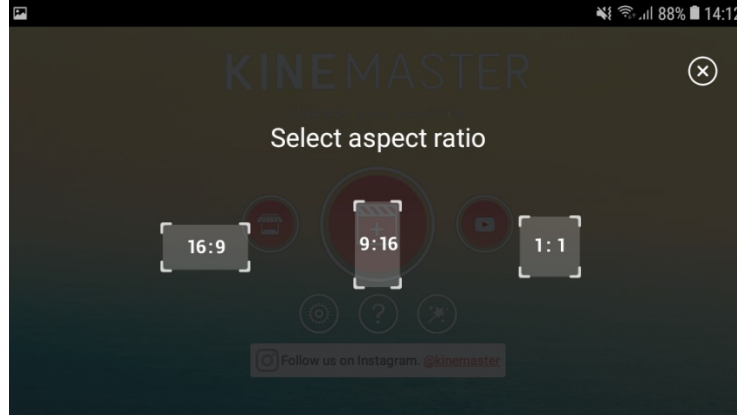 88% 14:12
KINEMASTER
Select aspect ratio
16:9
9:16
1:1
?
Follow us on Instagram. @kinemaster